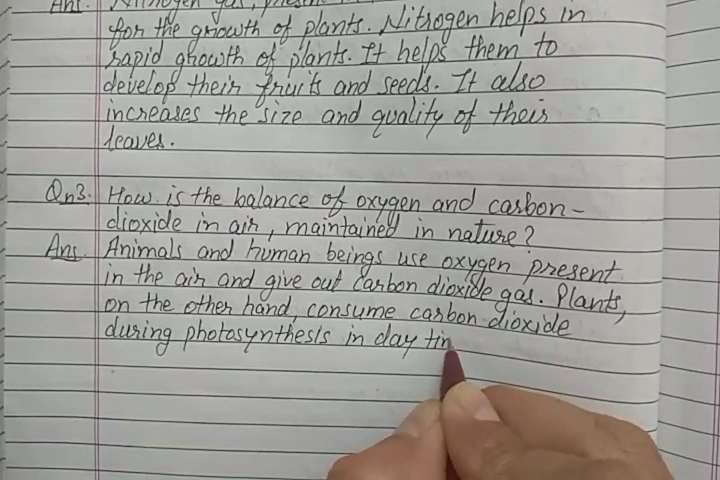 Ans. Nitrogen gas, present
for the growth of plants. Nitrogen helps in
rapid growth of plants. It helps them to
develop their fruits and seeds. It also
increases the size and quality of their
leaves.
Qn3. How is the balance of oxygen and carbon-
dioxide in air, maintained in nature?
Ans. Animals and human beings use oxygen present
in the air and give out carbon dioxide gas. Plants,
on the other hand, consume carbon-dioxide
during photosynthesis in day tim